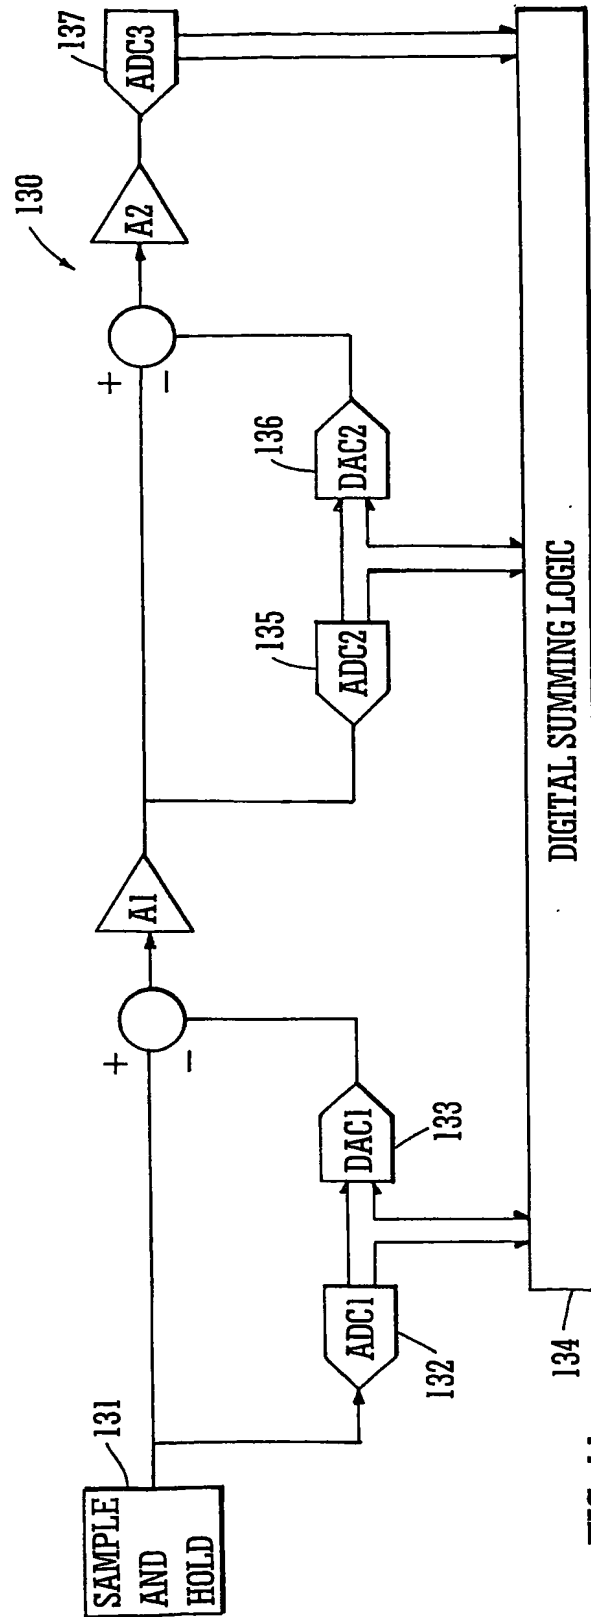 130
SAMPLE
AND
HOLD
131
ADC1
132
DAC1
133
+
−
A1
ADC2
135
DAC2
136
+
−
A2
ADC3
137
DIGITAL SUMMING LOGIC
134